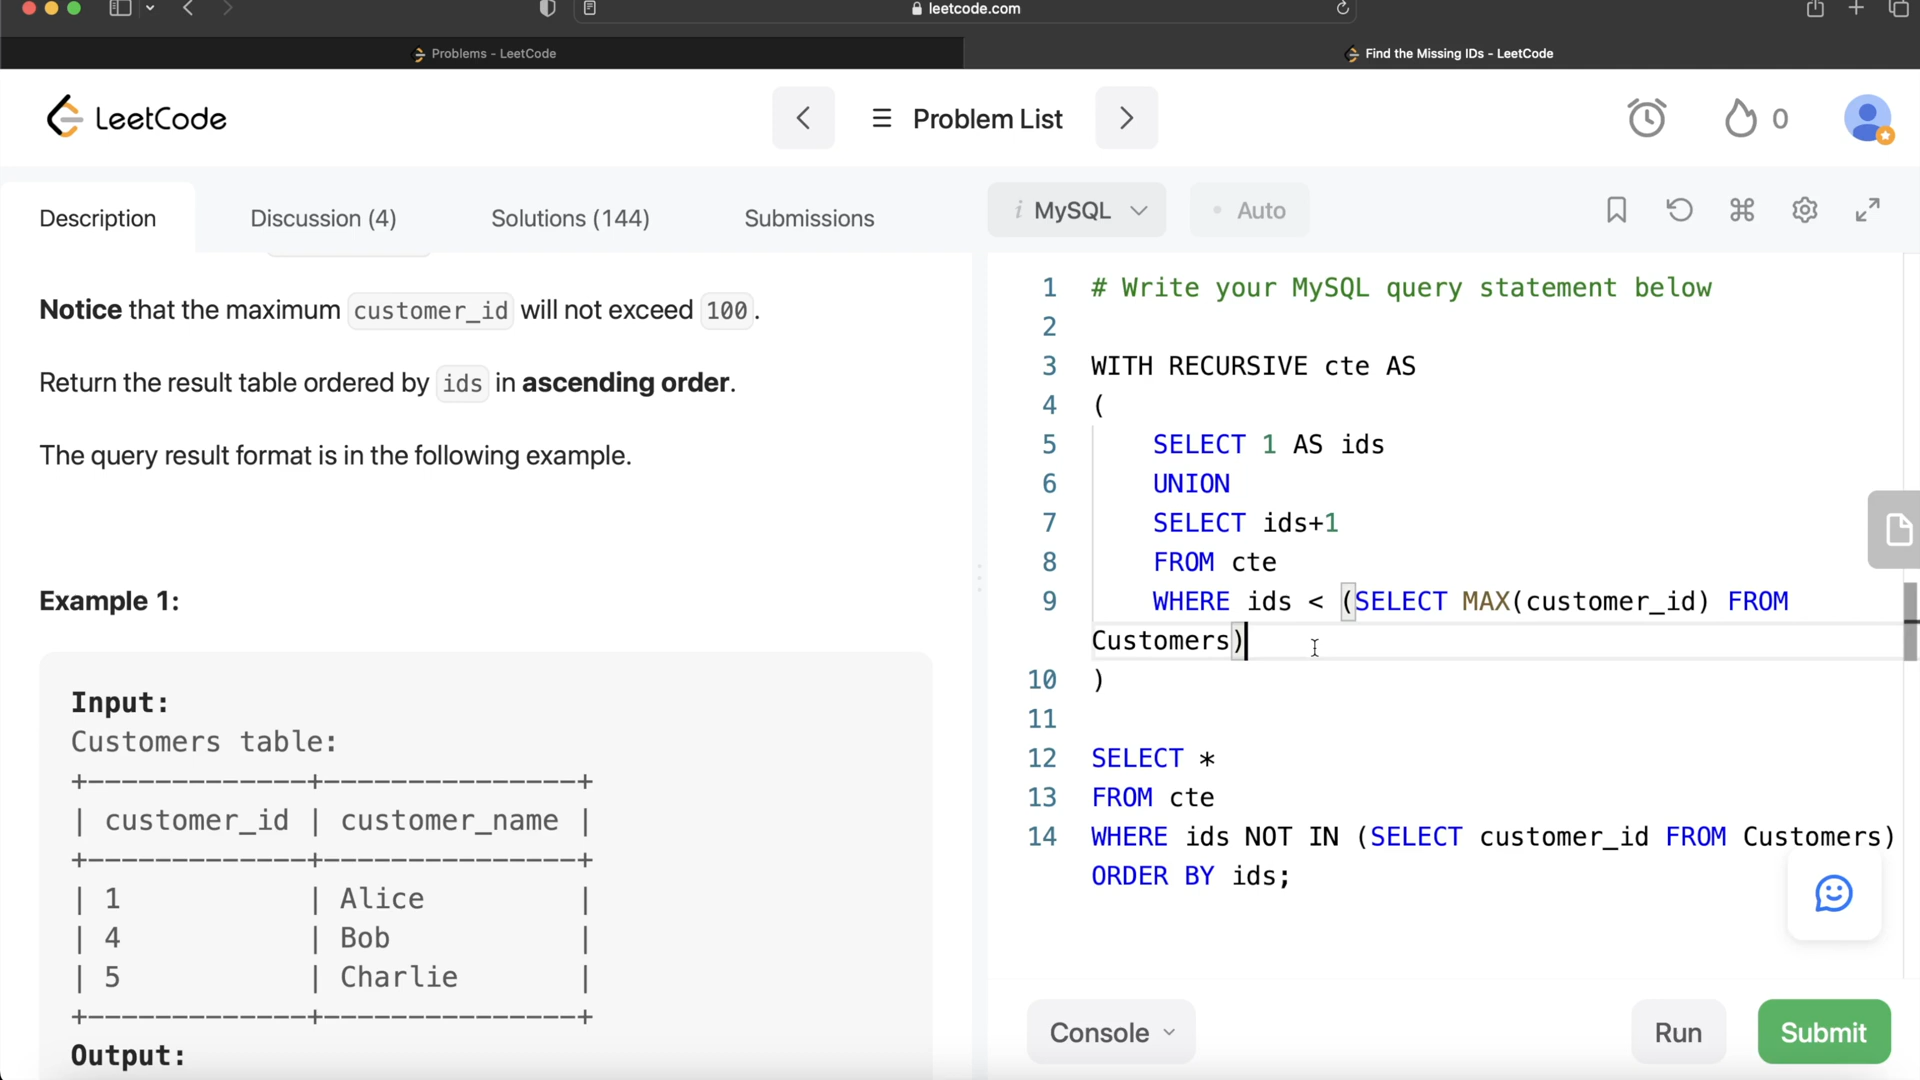 leetcode.com
Problems - LeetCode
Find the Missing IDs - LeetCode
LeetCode
Problem List
0
Description
Discussion (4)
Solutions (144)
Submissions
i MySQL
Auto
Notice that the maximum customer_id will not exceed 100.
Return the result table ordered by ids in ascending order.
The query result format is in the following example.
Example 1:
Input:
Customers table:
+-------------+---------------+
| customer_id | customer_name |
+-------------+---------------+
| 1 | Alice |
| 4 | Bob |
| 5 | Charlie |
+-------------+---------------+
Output:
1 # Write your MySQL query statement below
2
3 WITH RECURSIVE cte AS
4 (
5 SELECT 1 AS ids
6 UNION
7 SELECT ids+1
8 FROM cte
9 WHERE ids < (SELECT MAX(customer_id) FROM
Customers)
10 )
11
12 SELECT *
13 FROM cte
14 WHERE ids NOT IN (SELECT customer_id FROM Customers)
ORDER BY ids;
Console
Run
Submit